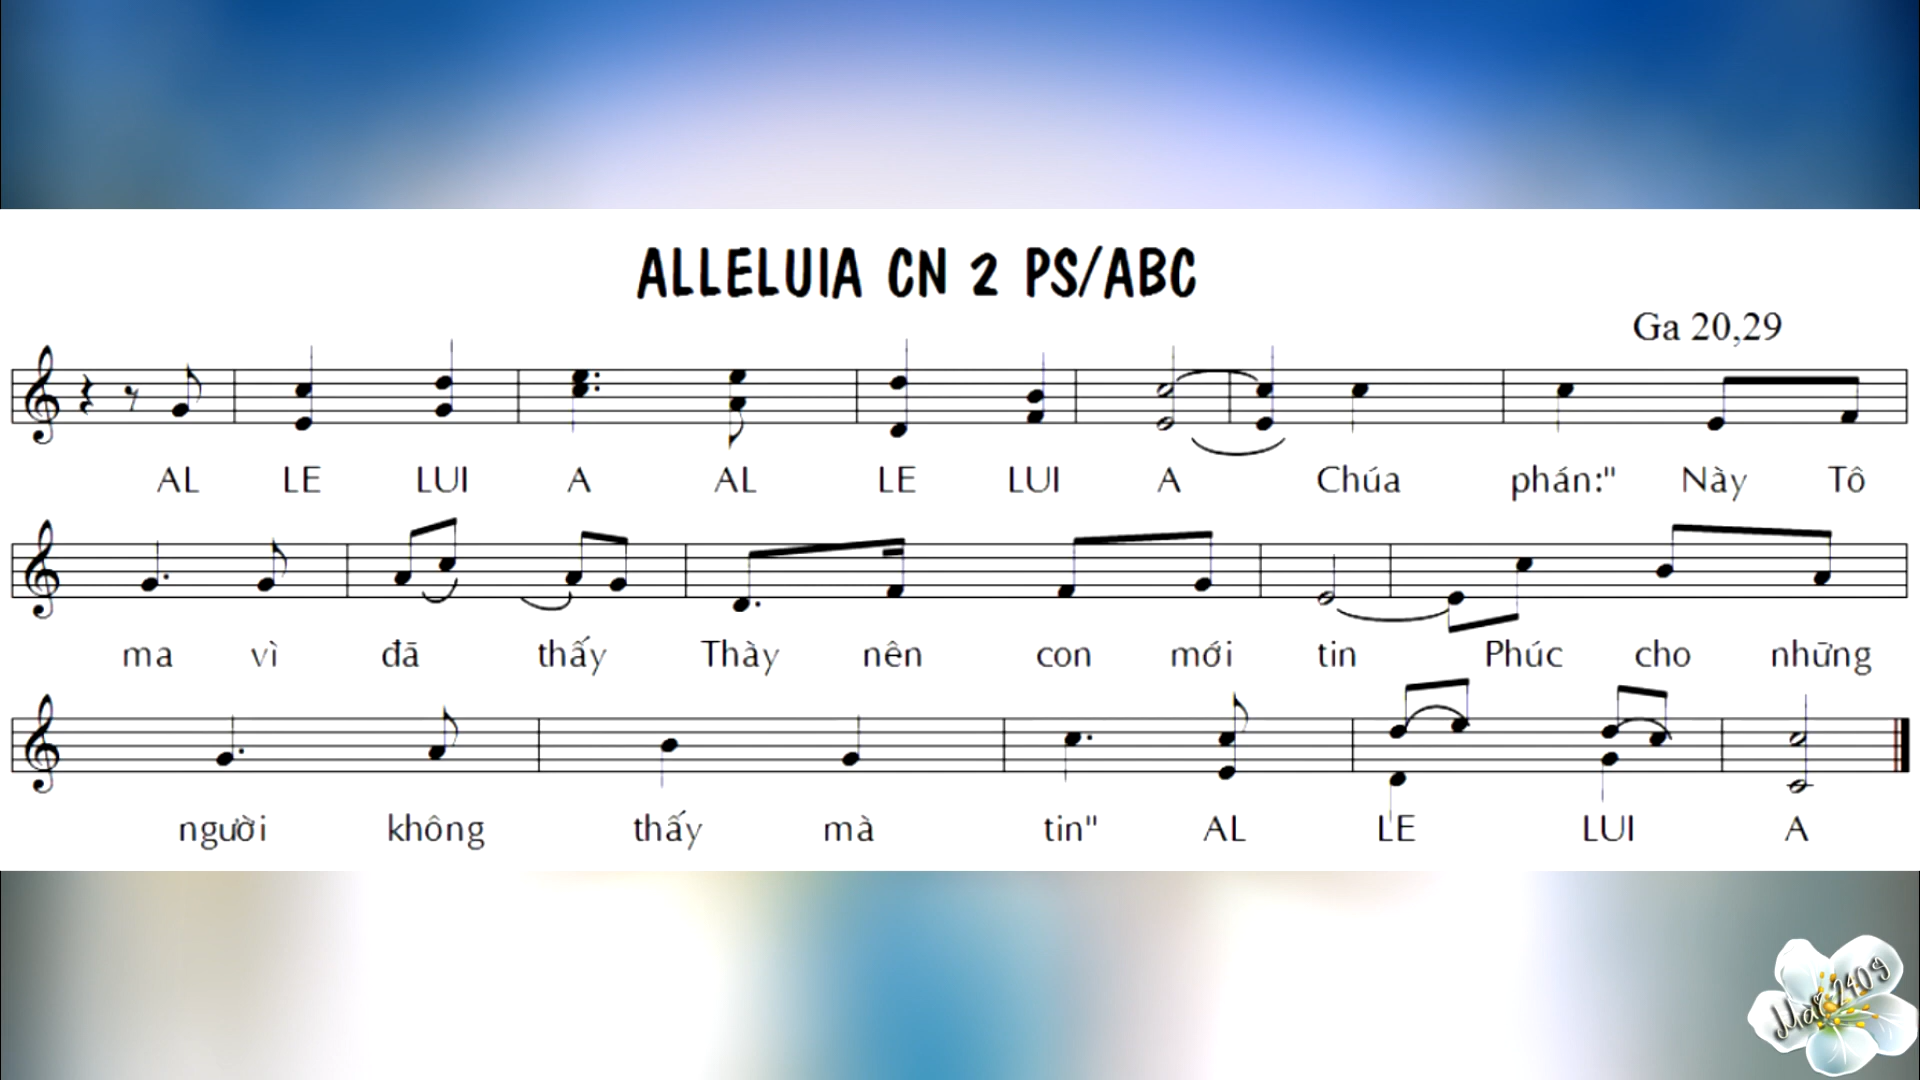 ALLELUIA CN 2 PS/ABC
Ga 20,29
AL LE LUI A AL LE LUI A Chúa phán:" Này Tô
ma vì đã thấy Thày nên con mới tin Phúc cho những
người không thấy mà tin" AL LE LUI A
Mai 2409